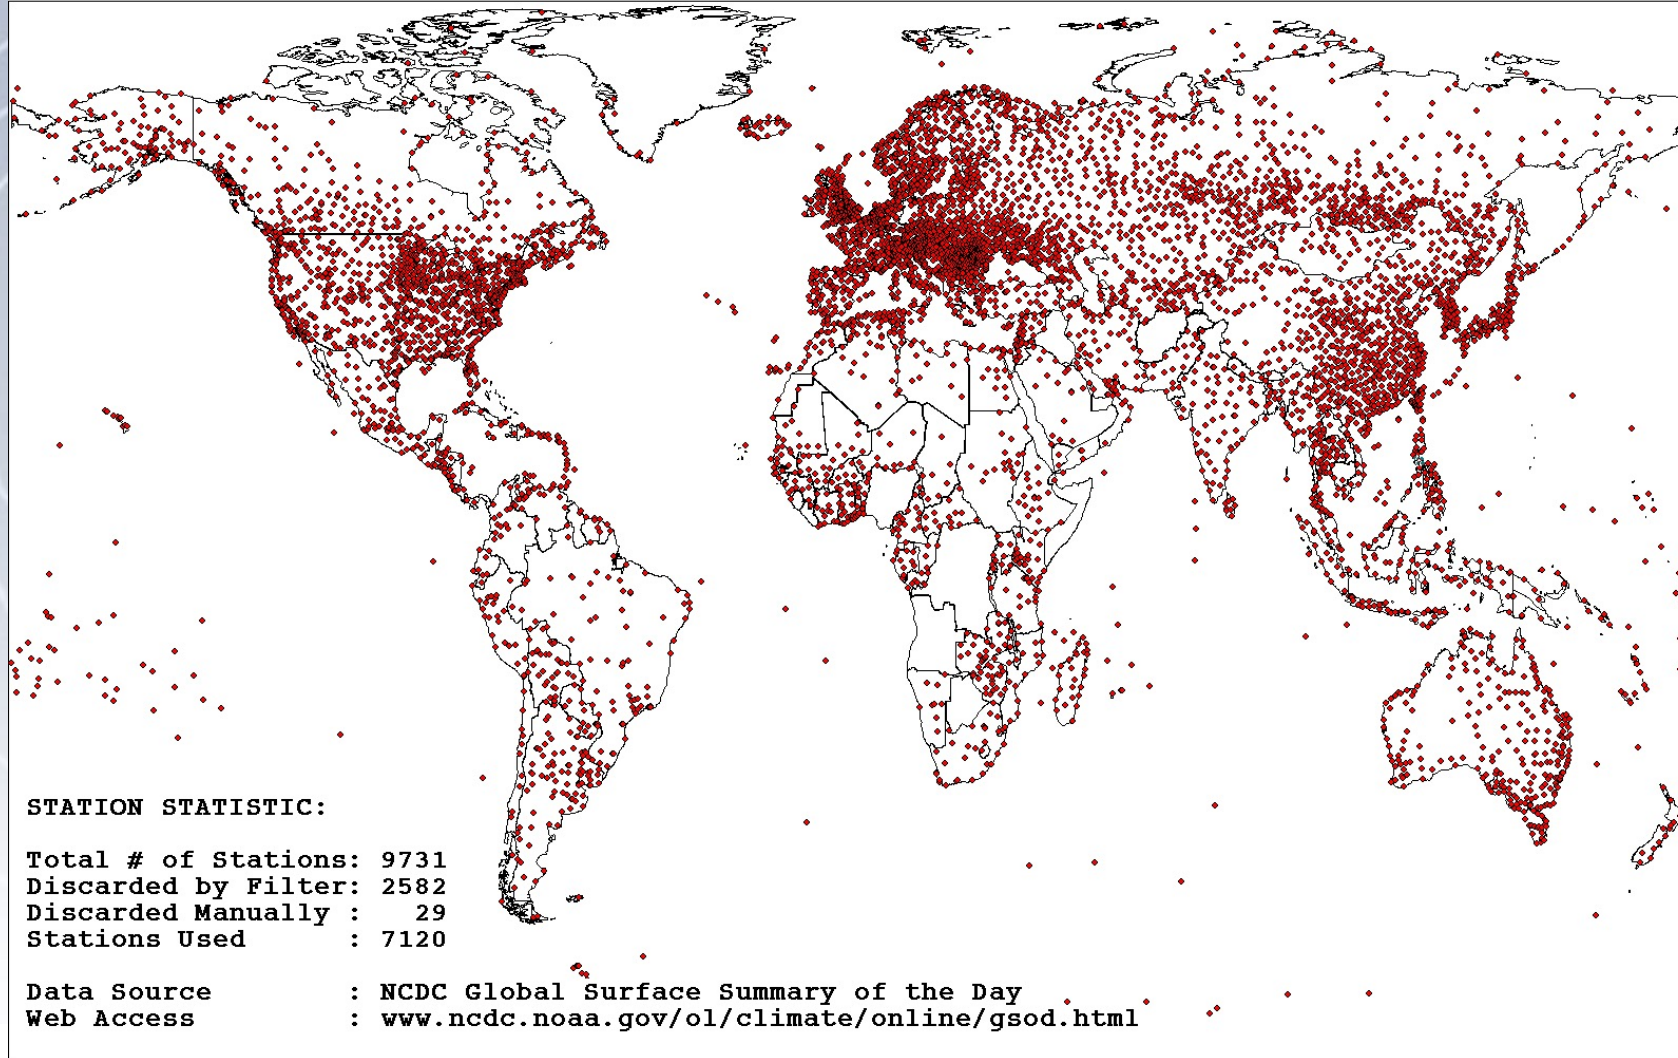 STATION STATISTIC:
Total # of Stations: 9731
Discarded by Filter: 2582
Discarded Manually : 29
Stations Used : 7120
Data Source : NCDC Global Surface Summary of the Day
Web Access : www.ncdc.noaa.gov/ol/climate/online/gsod.html